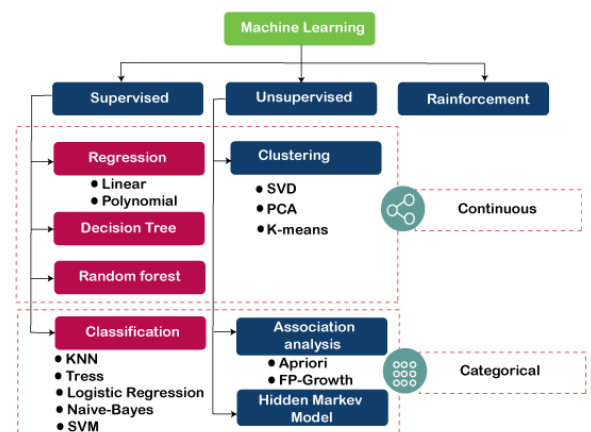 Machine Learning
Supervised
Unsupervised
Rainforcement
Regression
• Linear
• Polynomial
Decision Tree
Random forest
Clustering
• SVD
• PCA
• K-means
Continuous
Classification
• KNN
• Tress
• Logistic Regression
• Naive-Bayes
• SVM
Association
analysis
• Apriori
• FP-Growth
Hidden Markev
Model
Categorical